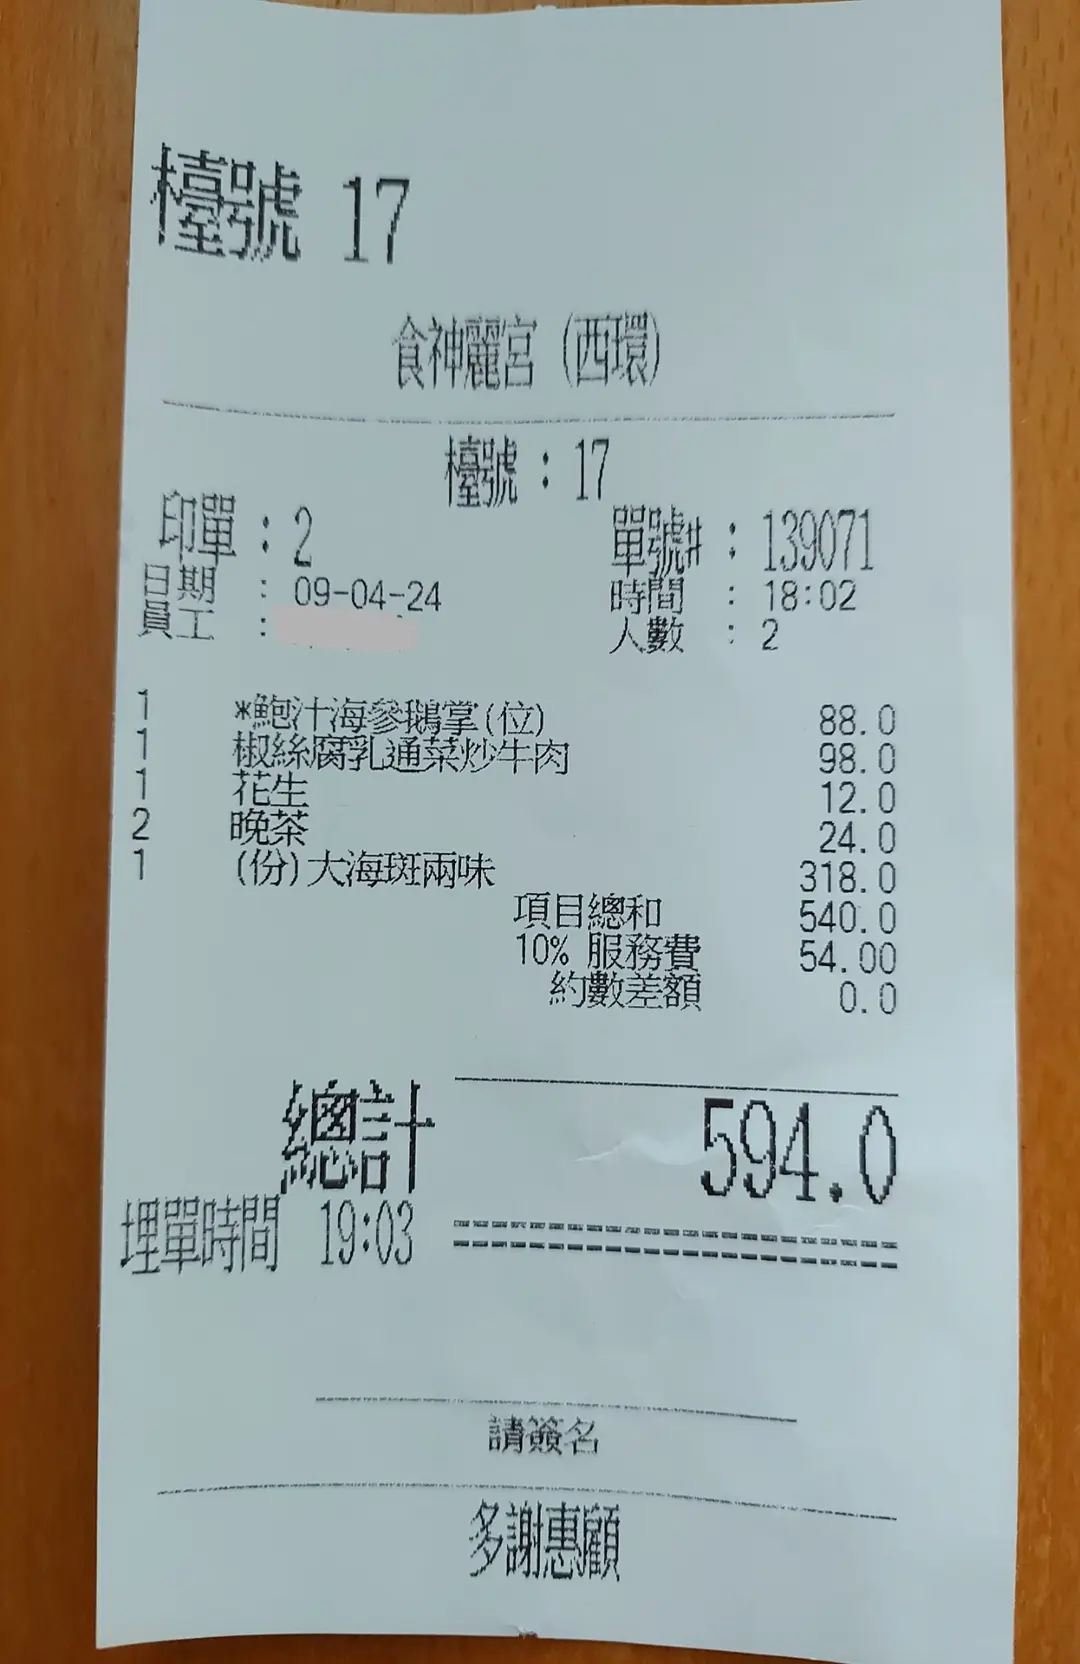 檯號 17
食神麗宮 (西環)
檯號 : 17
印單 : 2 單號# : 139071
日期 : 09-04-24 時間 : 18:02
員工 : 人數 : 2
1 *鮑汁海參鵝掌(位) 88.0
1 椒絲腐乳通菜炒牛肉 98.0
1 花生 12.0
2 晚茶 24.0
1 (份)大海斑兩味 318.0
項目總和 540.0
10% 服務費 54.00
約數差額 0.0
總計 594.0
埋單時間 19:03
請簽名
多謝惠顧